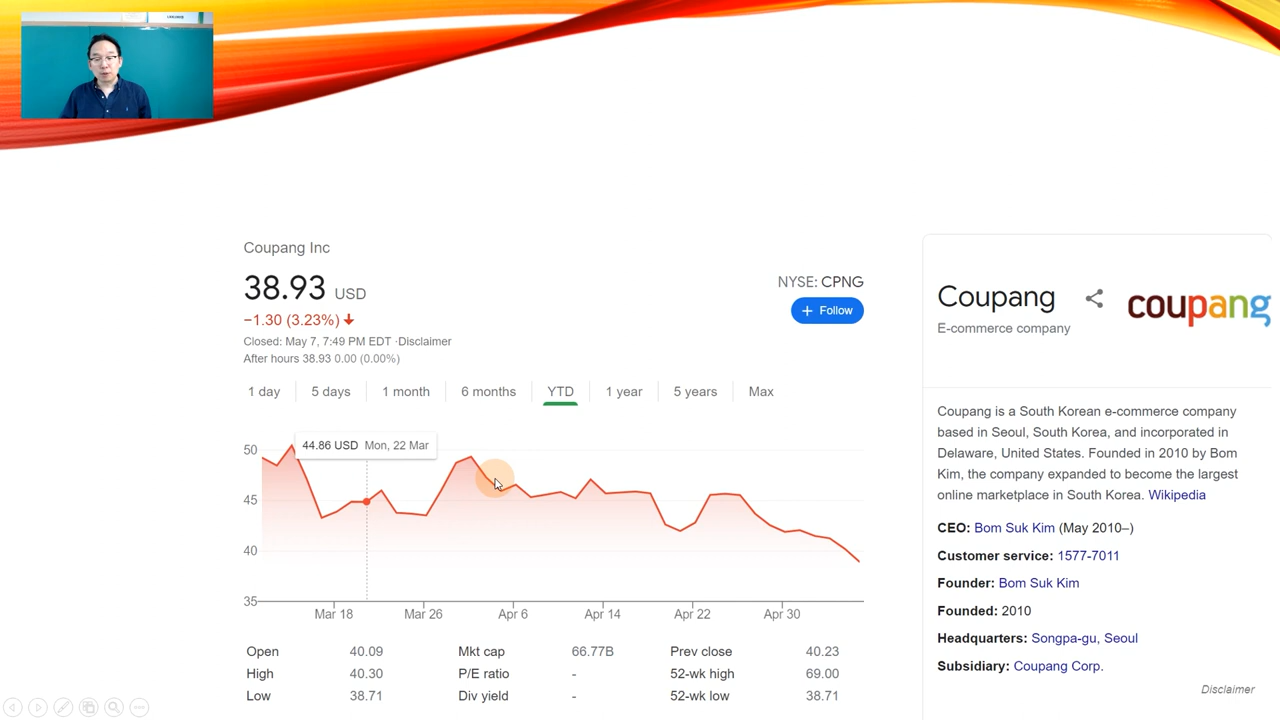 Coupang Inc
38.93 USD
−1.30 (3.23%)
Closed: May 7, 7:49 PM EDT ·Disclaimer
After hours 38.93 0.00 (0.00%)
NYSE: CPNG
+ Follow
1 day 5 days 1 month 6 months YTD 1 year 5 years Max
44.86 USD Mon, 22 Mar
50
45
40
35
Mar 18 Mar 26 Apr 6 Apr 14 Apr 22 Apr 30
Open 40.09 Mkt cap 66.77B Prev close 40.23
High 40.30 P/E ratio - 52-wk high 69.00
Low 38.71 Div yield - 52-wk low 38.71
Coupang
coupang
E-commerce company
Coupang is a South Korean e-commerce company
based in Seoul, South Korea, and incorporated in
Delaware, United States. Founded in 2010 by Bom
Kim, the company expanded to become the largest
online marketplace in South Korea. Wikipedia
CEO: Bom Suk Kim (May 2010–)
Customer service: 1577-7011
Founder: Bom Suk Kim
Founded: 2010
Headquarters: Songpa-gu, Seoul
Subsidiary: Coupang Corp.
Disclaimer